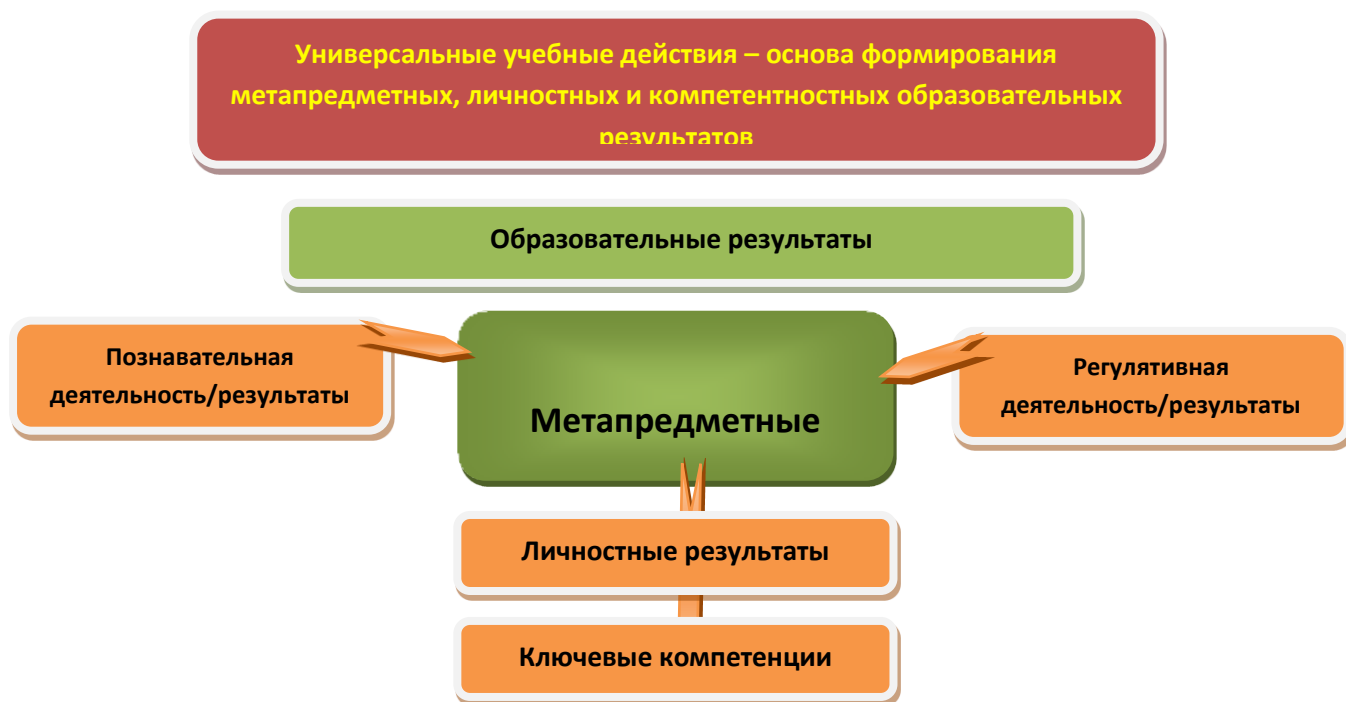 Универсальные учебные действия – основа формирования
метапредметных, личностных и компетентностных образовательных
результатов
Образовательные результаты
Познавательная
деятельность/результаты
Метапредметные
Регулятивная
деятельность/результаты
Личностные результаты
Ключевые компетенции